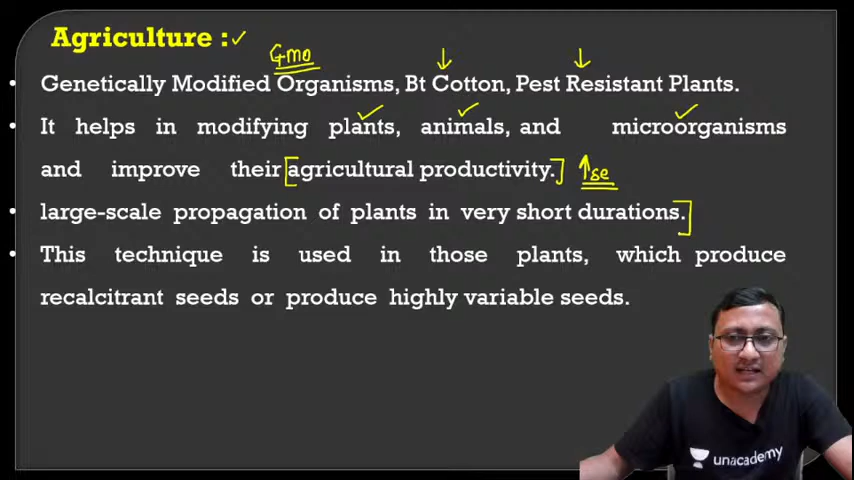 Agriculture :
GMO
• Genetically Modified Organisms, Bt Cotton, Pest Resistant Plants.
• It helps in modifying plants, animals, and microorganisms
and improve their agricultural productivity. ↑se
• large-scale propagation of plants in very short durations.
• This technique is used in those plants, which produce
recalcitrant seeds or produce highly variable seeds.
unacademy